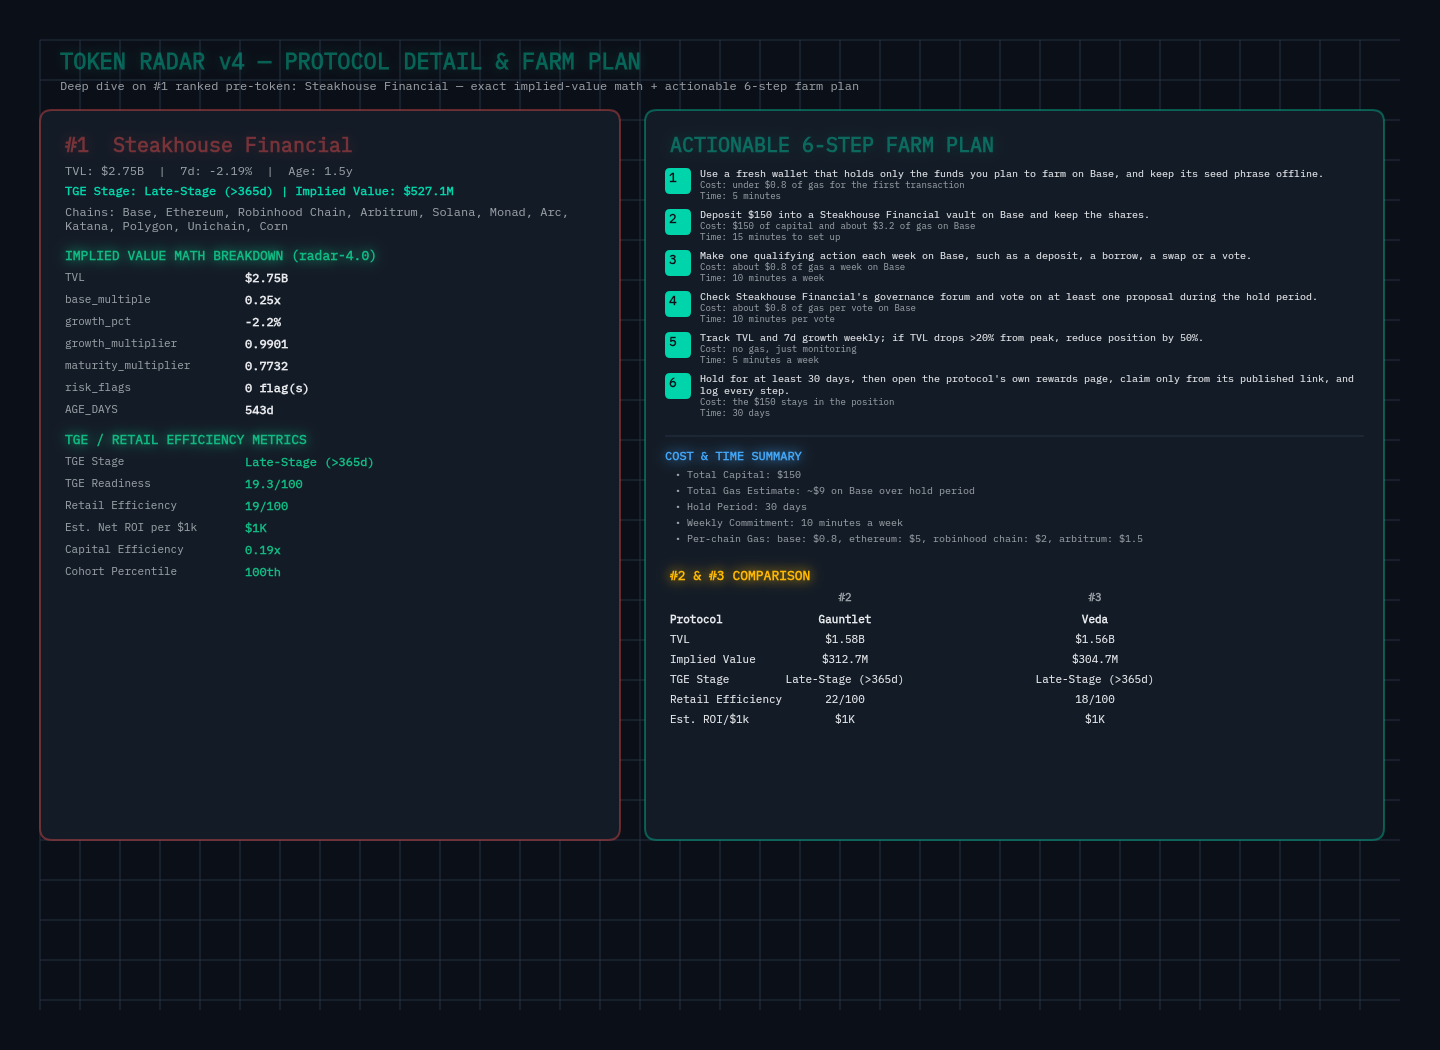 TOKEN RADAR v4 — PROTOCOL DETAIL & FARM PLAN
Deep dive on #1 ranked pre-token: Steakhouse Financial — exact implied-value math + actionable 6-step farm plan
#1 Steakhouse Financial
TVL: $2.75B | 7d: -2.19% | Age: 1.5y
TGE Stage: Late-Stage (>365d) | Implied Value: $527.1M
Chains: Base, Ethereum, Robinhood Chain, Arbitrum, Solana, Monad, Arc,
Katana, Polygon, Unichain, Corn
IMPLIED VALUE MATH BREAKDOWN (radar-4.0)
TVL $2.75B
base_multiple 0.25x
growth_pct -2.2%
growth_multiplier 0.9901
maturity_multiplier 0.7732
risk_flags 0 flag(s)
AGE_DAYS 543d
TGE / RETAIL EFFICIENCY METRICS
TGE Stage Late-Stage (>365d)
TGE Readiness 19.3/100
Retail Efficiency 19/100
Est. Net ROI per $1k $1K
Capital Efficiency 0.19x
Cohort Percentile 100th
ACTIONABLE 6-STEP FARM PLAN
1 Use a fresh wallet that holds only the funds you plan to farm on Base, and keep its seed phrase offline.
Cost: under $0.8 of gas for the first transaction
Time: 5 minutes
2 Deposit $150 into a Steakhouse Financial vault on Base and keep the shares.
Cost: $150 of capital and about $3.2 of gas on Base
Time: 15 minutes to set up
3 Make one qualifying action each week on Base, such as a deposit, a borrow, a swap or a vote.
Cost: about $0.8 of gas a week on Base
Time: 10 minutes a week
4 Check Steakhouse Financial's governance forum and vote on at least one proposal during the hold period.
Cost: about $0.8 of gas per vote on Base
Time: 10 minutes per vote
5 Track TVL and 7d growth weekly; if TVL drops >20% from peak, reduce position by 50%.
Cost: no gas, just monitoring
Time: 5 minutes a week
6 Hold for at least 30 days, then open the protocol's own rewards page, claim only from its published link, and
log every step.
Cost: the $150 stays in the position
Time: 30 days
COST & TIME SUMMARY
• Total Capital: $150
• Total Gas Estimate: ~$9 on Base over hold period
• Hold Period: 30 days
• Weekly Commitment: 10 minutes a week
• Per-chain Gas: base: $0.8, ethereum: $5, robinhood chain: $2, arbitrum: $1.5
#2 & #3 COMPARISON
#2 #3
Protocol Gauntlet Veda
TVL $1.58B $1.56B
Implied Value $312.7M $304.7M
TGE Stage Late-Stage (>365d) Late-Stage (>365d)
Retail Efficiency 22/100 18/100
Est. ROI/$1k $1K $1K